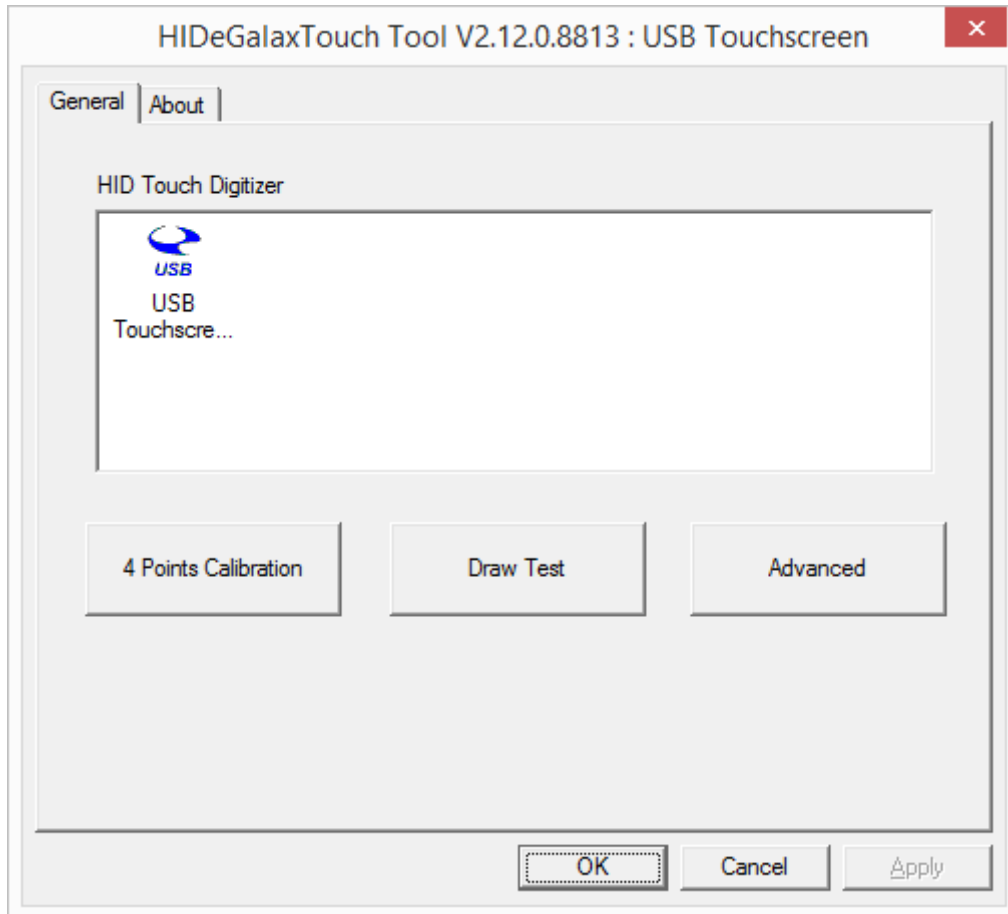 HIDeGalaxTouch Tool V2.12.0.8813 : USB Touchscreen
General
About
HID Touch Digitizer
USB
USB
Touchscre...
4 Points Calibration
Draw Test
Advanced
OK
Cancel
Apply